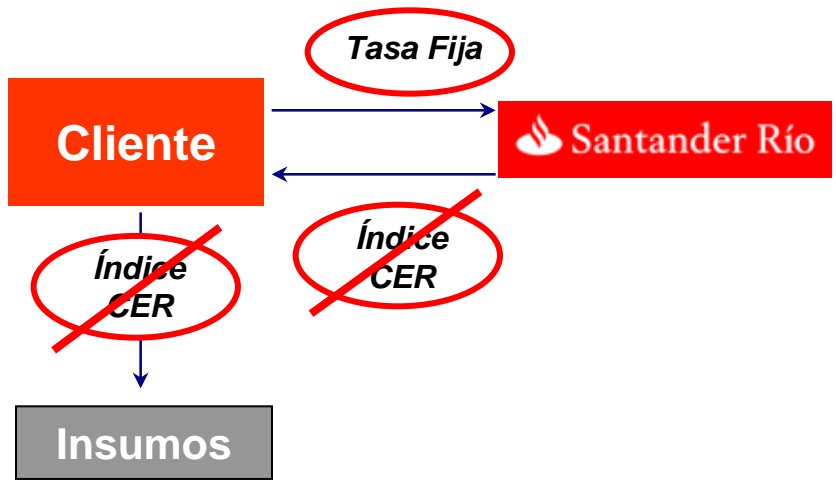 Tasa Fija
Cliente
Santander Río
Índice
CER
Índice
CER
Insumos